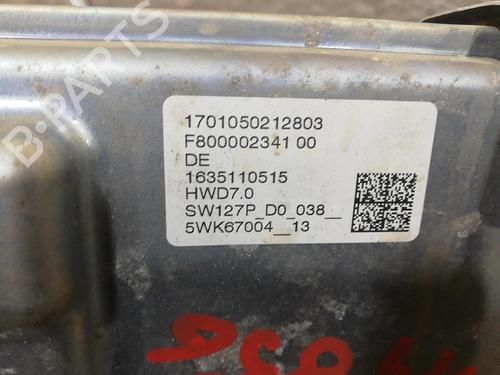 1701050212803
F800002341 00
DE
1635110515
HWD7.0
SW127P_D0_038__
5WK67004__13
B-PARTS